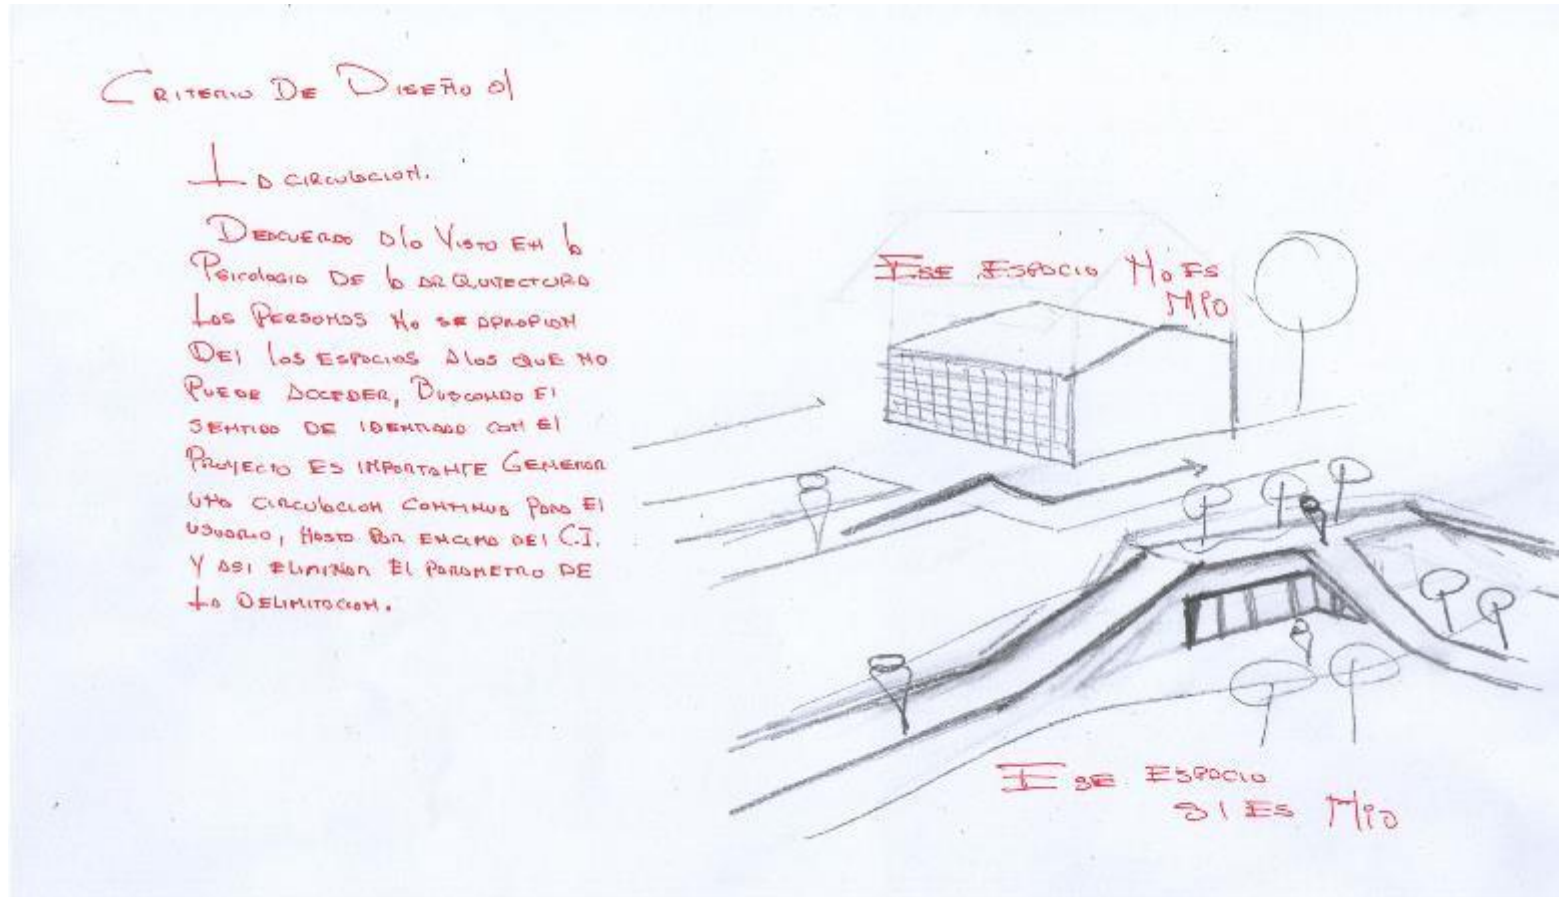 CRITERIO DE DISEÑO 01
LA CIRCULACION.
DEACUERDO A lo VISTO EN lA
PSICOLOGIA DE lA ARQUITECTURA
LAS PERSONAS NO SE APROPIAN
DEl lOS ESPACIOS A lOS QUE NO
PUEDE ACCEDER, BUSCANDO El
SENTIDO DE IDENTIDAD CON El
PROYECTO ES IMPORTANTE GENERAR
UNA CIRCULACION CONTINUA PARA El
USUARIO, HASTA POR ENCIMA DEl C.I.
Y ASI ELIMINAR EL PARAMETRO DE
LA DELIMITACION.
ESE ESPACIO NO ES
MIO
ESE ESPACIO
SI ES MIO